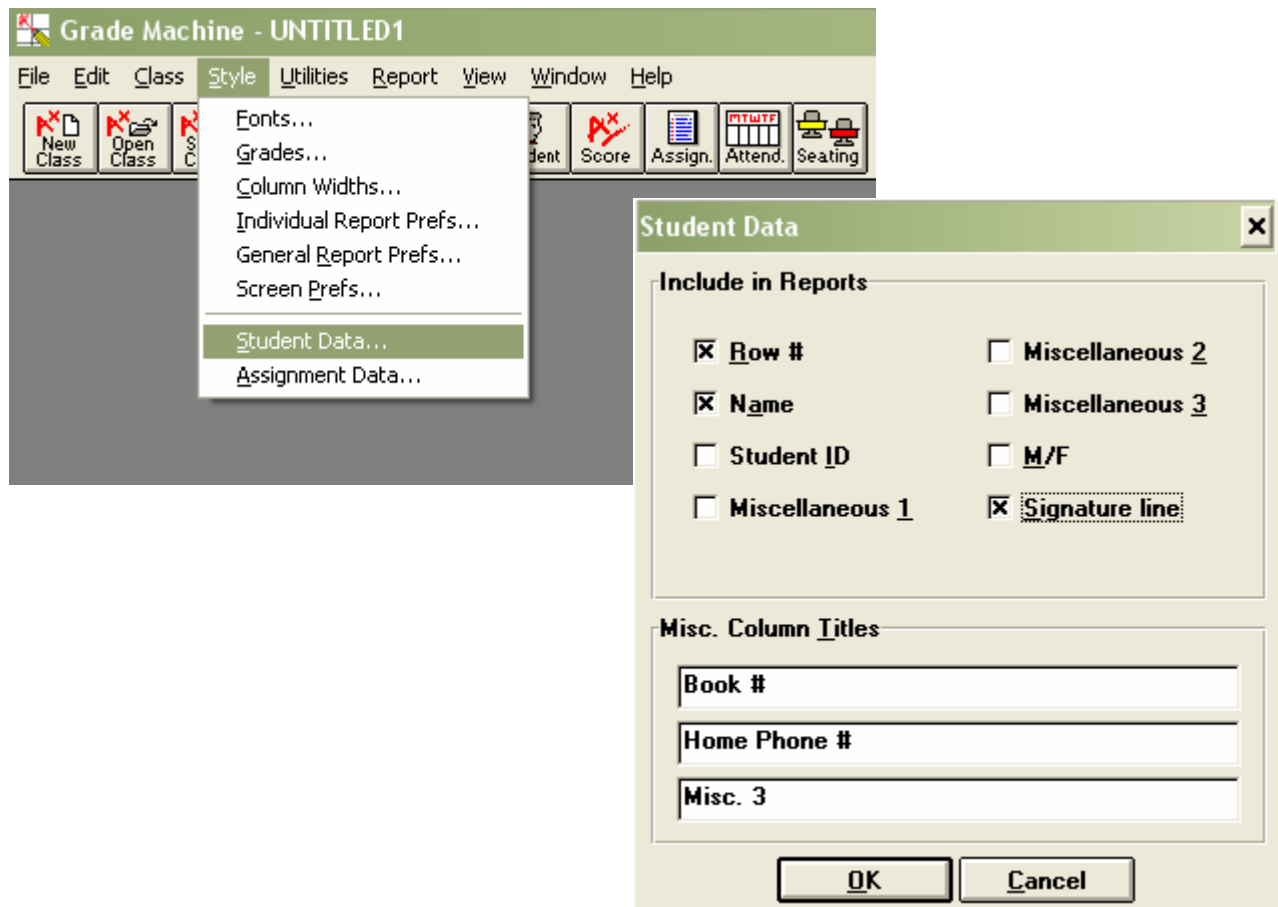 Grade Machine - UNTITLED1
File Edit Class Style Utilities Report View Window Help
New Class
Open Class
Score
Assign.
MTWTF
Attend.
Seating
Fonts...
Grades...
Column Widths...
Individual Report Prefs...
General Report Prefs...
Screen Prefs...
Student Data...
Assignment Data...
Student Data
Include in Reports
Row #
Name
Student ID
Miscellaneous 1
Miscellaneous 2
Miscellaneous 3
M/F
Signature line
Misc. Column Titles
Book #
Home Phone #
Misc. 3
OK Cancel